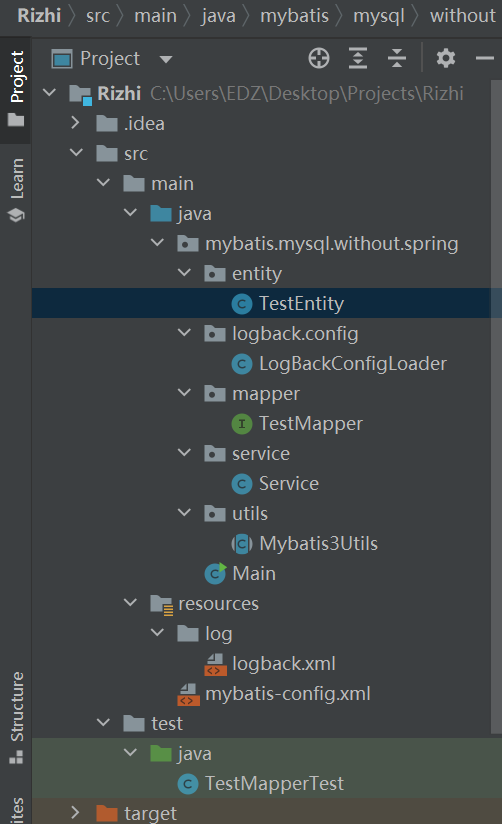 Rizhi > src > main > java > mybatis > mysql > without
Project
Project
Learn
Structure
ites
Rizhi C:\Users\EDZ\Desktop\Projects\Rizhi
.idea
src
main
java
mybatis.mysql.without.spring
entity
C TestEntity
logback.config
C LogBackConfigLoader
mapper
I TestMapper
service
C Service
utils
C Mybatis3Utils
C Main
resources
log
logback.xml
mybatis-config.xml
test
java
C TestMapperTest
target